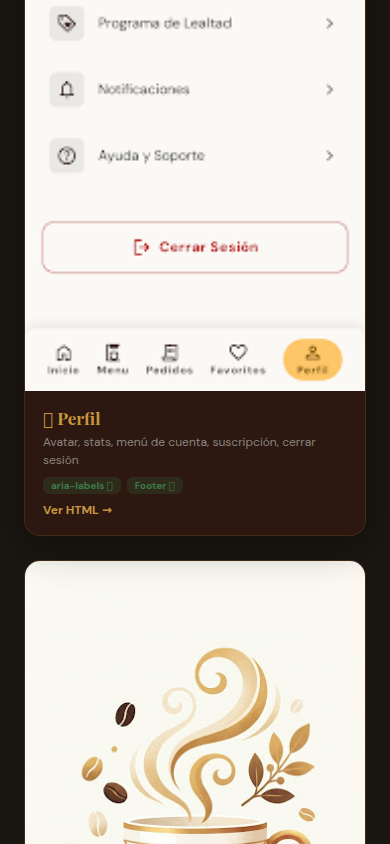 Programa de Lealtad
Notificaciones
Ayuda y Soporte
Cerrar Sesión
Inicio Menu Pedidos Favoritos Perfil
Perfil
Avatar, stats, menú de cuenta, suscripción, cerrar
sesión
aria-labels Footer
Ver HTML →